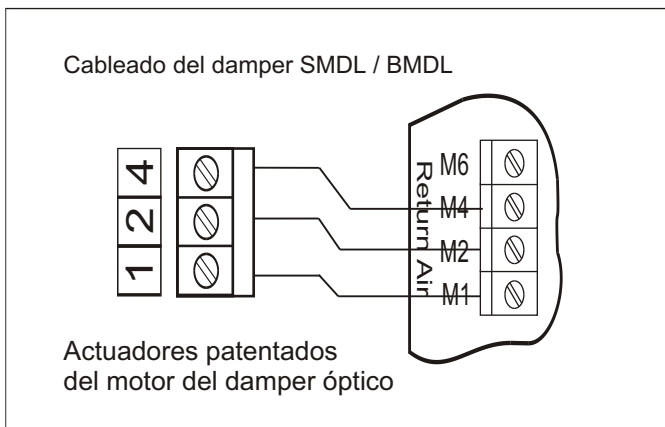 Cableado del damper SMDL / BMDL
4
2
1
Return Air
M6
M4
M2
M1
Actuadores patentados
del motor del damper óptico